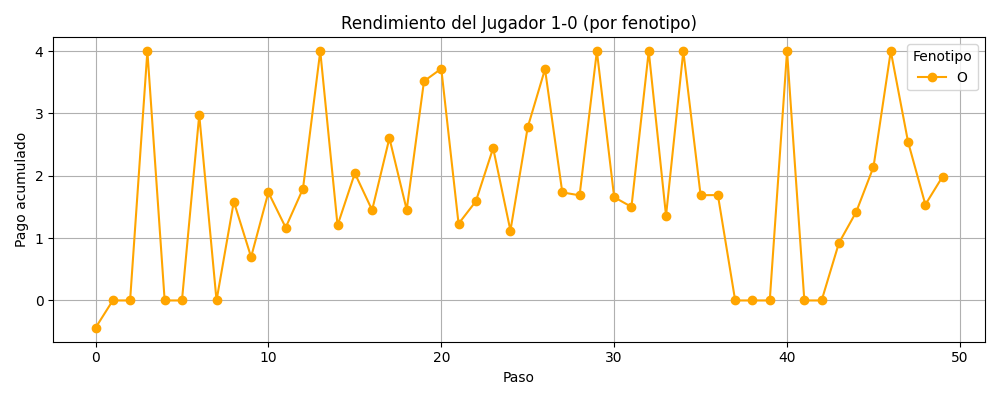 Rendimiento del Jugador 1-0 (por fenotipo)
Pago acumulado
4
3
2
1
0
0
10
20
30
40
50
Paso
Fenotipo
O